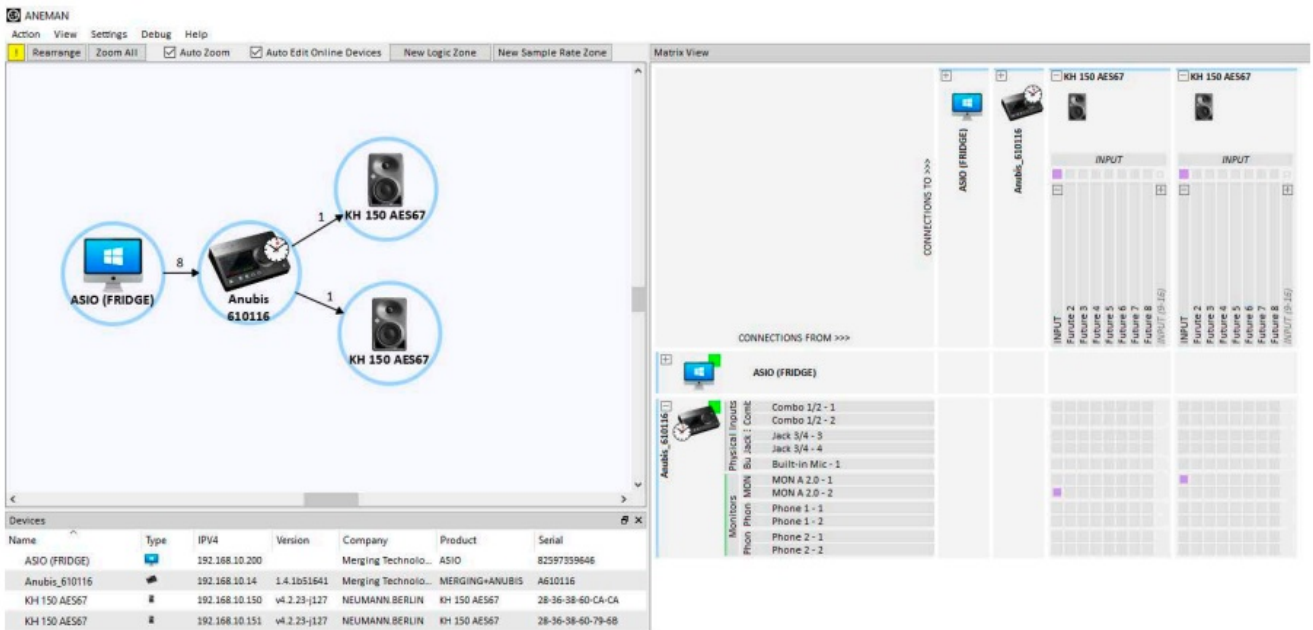 ANEMAN
Action View Settings Debug Help
! Rearrange Zoom All Auto Zoom Auto Edit Online Devices New Logic Zone New Sample Rate Zone
KH 150 AES67
1
8
ASIO (FRIDGE)
Anubis
610116
1
KH 150 AES67
Devices
Name Type IPV4 Version Company Product Serial
ASIO (FRIDGE) 192.168.10.200 Merging Technolo... ASIO 82597359646
Anubis_610116 192.168.10.14 1.4.1b51641 Merging Technolo... MERGING+ANUBIS A610116
KH 150 AES67 192.168.10.150 v4.2.23-j127 NEUMANN.BERLIN KH 150 AES67 28-36-38-60-CA-CA
KH 150 AES67 192.168.10.151 v4.2.23-j127 NEUMANN.BERLIN KH 150 AES67 28-36-38-60-79-6B
Matrix View
CONNECTIONS TO >>>
CONNECTIONS FROM >>>
ASIO (FRIDGE)
Anubis_610116
KH 150 AES67
INPUT
INPUT
Furute 2
Future 3
Future 4
Future 5
Future 6
Future 7
Future 8
INPUT (9-16)
KH 150 AES67
INPUT
INPUT
Furute 2
Future 3
Future 4
Future 5
Future 6
Future 7
Future 8
INPUT (9-16)
ASIO (FRIDGE)
Anubis_610116
Physical Inputs
Comb
Combo 1/2 - 1
Combo 1/2 - 2
Jack
Jack 3/4 - 3
Jack 3/4 - 4
Bu
Built-in Mic - 1
Monitors
MON
MON A 2.0 - 1
MON A 2.0 - 2
Phon
Phone 1 - 1
Phone 1 - 2
Phon
Phone 2 - 1
Phone 2 - 2